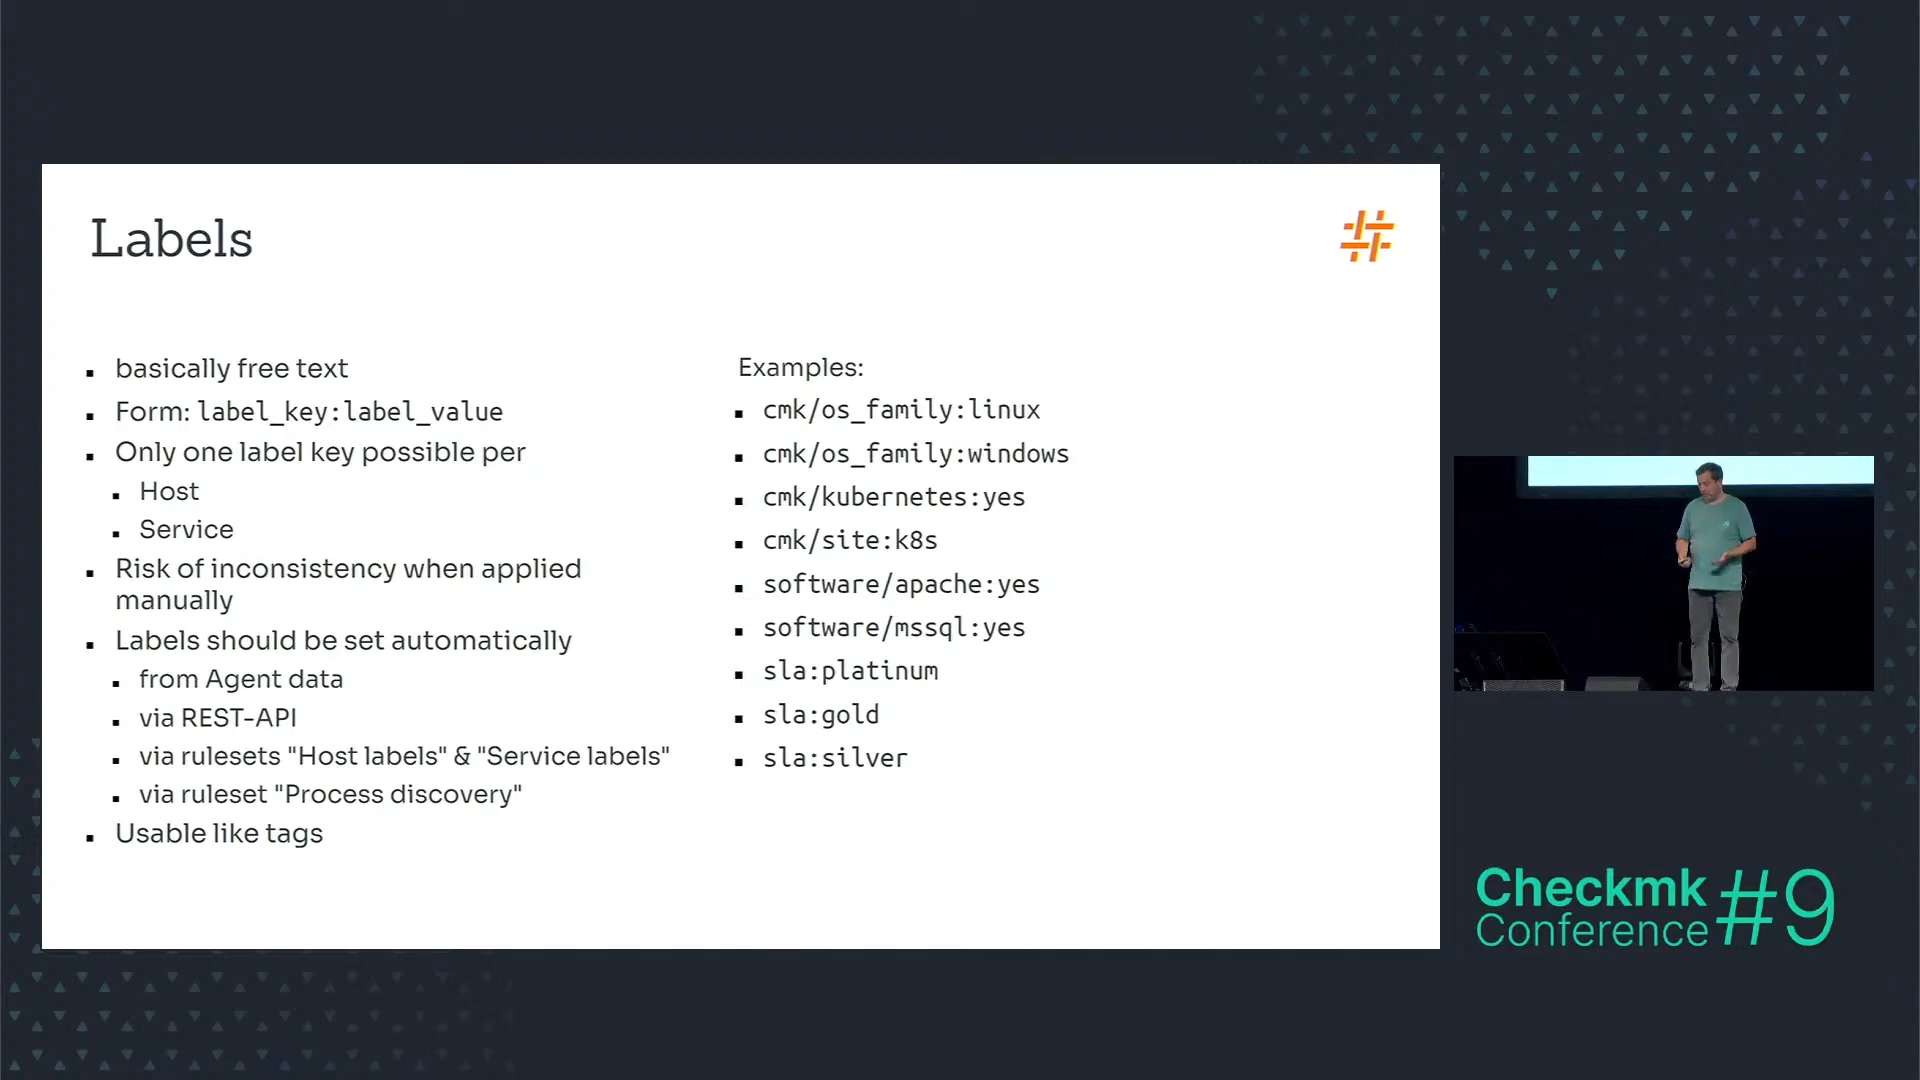 Labels
basically free text
Form: label_key:label_value
Only one label key possible per
Host
Service
Risk of inconsistency when applied
manually
Labels should be set automatically
from Agent data
via REST-API
via rulesets "Host labels" & "Service labels"
via ruleset "Process discovery"
Usable like tags
Examples:
cmk/os_family:linux
cmk/os_family:windows
cmk/kubernetes:yes
cmk/site:k8s
software/apache:yes
software/mssql:yes
sla:platinum
sla:gold
sla:silver
Checkmk
Conference #9